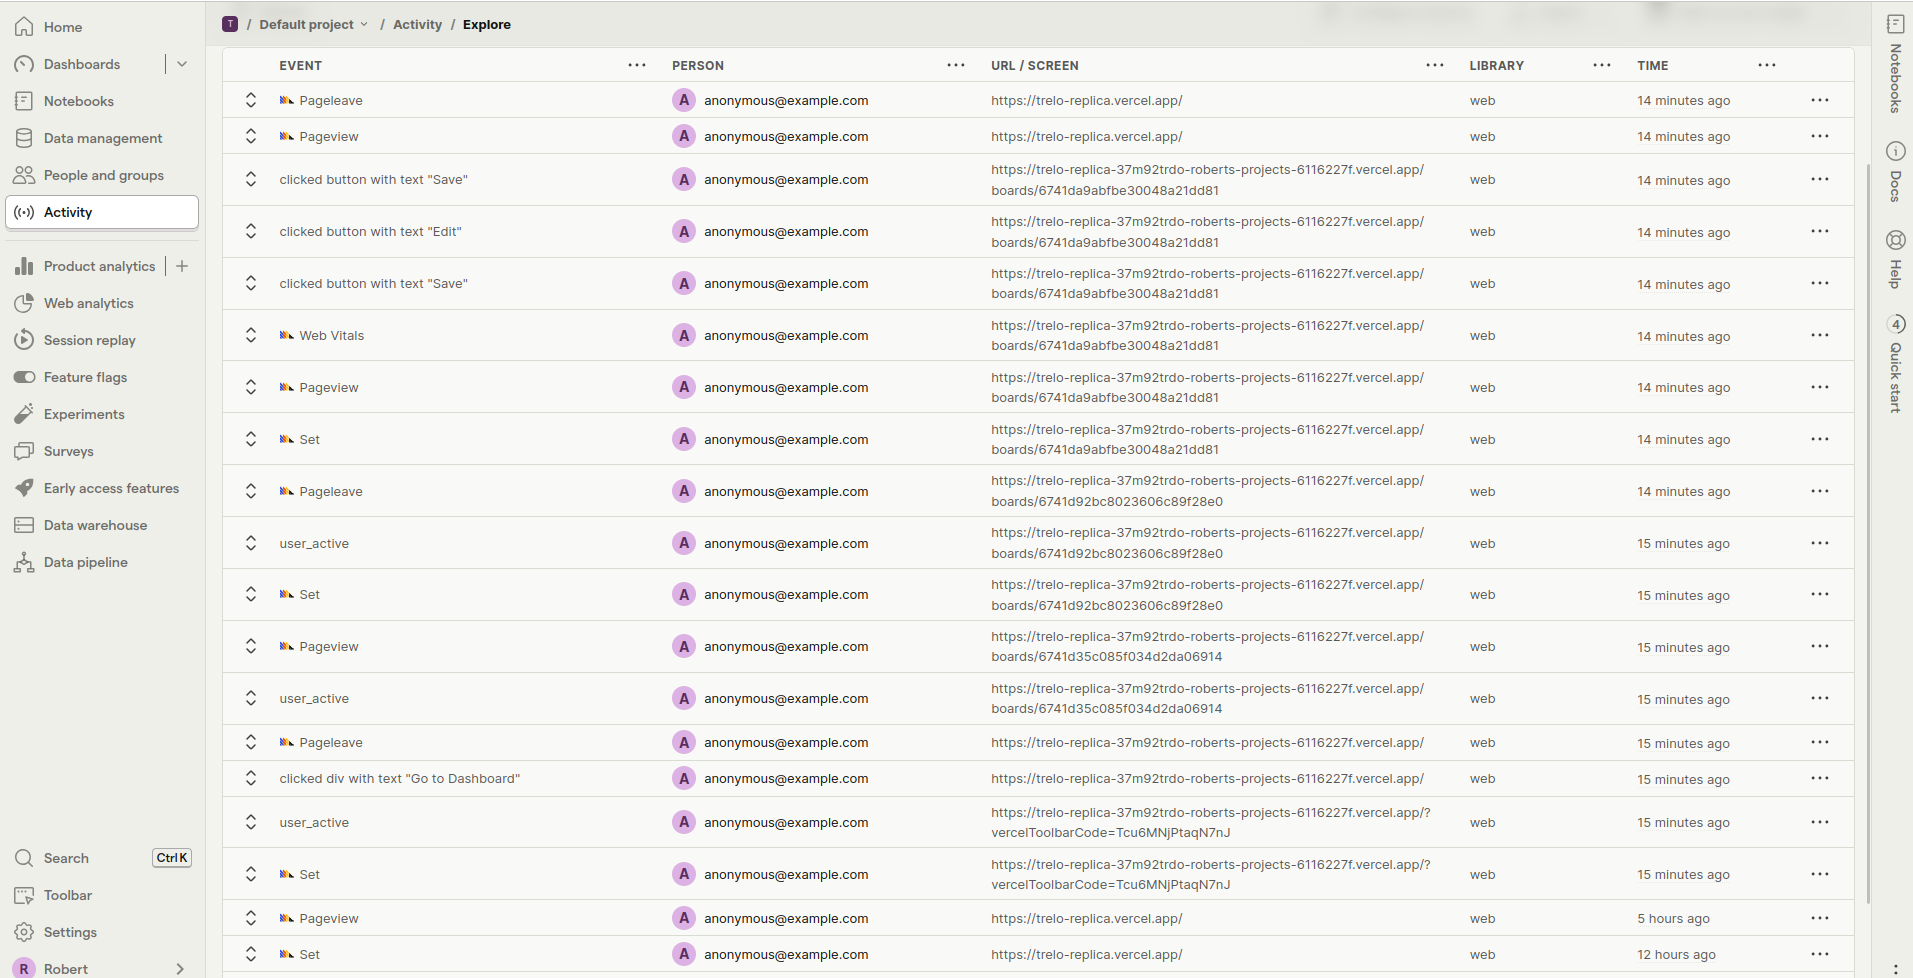 Home
Dashboards
Notebooks
Data management
People and groups
Activity
Product analytics
Web analytics
Session replay
Feature flags
Experiments
Surveys
Early access features
Data warehouse
Data pipeline
Search Ctrl K
Toolbar
Settings
R Robert
T / Default project / Activity / Explore
EVENT ··· PERSON ··· URL / SCREEN ··· LIBRARY ··· TIME ···
Pageleave A anonymous@example.com https://trelo-replica.vercel.app/ web 14 minutes ago ···
Pageview A anonymous@example.com https://trelo-replica.vercel.app/ web 14 minutes ago ···
clicked button with text "Save" A anonymous@example.com https://trelo-replica-37m92trdo-roberts-projects-6116227f.vercel.app/ web 14 minutes ago ···
boards/6741da9abfbe30048a21dd81
clicked button with text "Edit" A anonymous@example.com https://trelo-replica-37m92trdo-roberts-projects-6116227f.vercel.app/ web 14 minutes ago ···
boards/6741da9abfbe30048a21dd81
clicked button with text "Save" A anonymous@example.com https://trelo-replica-37m92trdo-roberts-projects-6116227f.vercel.app/ web 14 minutes ago ···
boards/6741da9abfbe30048a21dd81
Web Vitals A anonymous@example.com https://trelo-replica-37m92trdo-roberts-projects-6116227f.vercel.app/ web 14 minutes ago ···
boards/6741da9abfbe30048a21dd81
Pageview A anonymous@example.com https://trelo-replica-37m92trdo-roberts-projects-6116227f.vercel.app/ web 14 minutes ago ···
boards/6741da9abfbe30048a21dd81
Set A anonymous@example.com https://trelo-replica-37m92trdo-roberts-projects-6116227f.vercel.app/ web 14 minutes ago ···
boards/6741da9abfbe30048a21dd81
Pageleave A anonymous@example.com https://trelo-replica-37m92trdo-roberts-projects-6116227f.vercel.app/ web 14 minutes ago ···
boards/6741d92bc8023606c89f28e0
user_active A anonymous@example.com https://trelo-replica-37m92trdo-roberts-projects-6116227f.vercel.app/ web 15 minutes ago ···
boards/6741d92bc8023606c89f28e0
Set A anonymous@example.com https://trelo-replica-37m92trdo-roberts-projects-6116227f.vercel.app/ web 15 minutes ago ···
boards/6741d92bc8023606c89f28e0
Pageview A anonymous@example.com https://trelo-replica-37m92trdo-roberts-projects-6116227f.vercel.app/ web 15 minutes ago ···
boards/6741d35c085f034d2da06914
user_active A anonymous@example.com https://trelo-replica-37m92trdo-roberts-projects-6116227f.vercel.app/ web 15 minutes ago ···
boards/6741d35c085f034d2da06914
Pageleave A anonymous@example.com https://trelo-replica-37m92trdo-roberts-projects-6116227f.vercel.app/ web 15 minutes ago ···
clicked div with text "Go to Dashboard" A anonymous@example.com https://trelo-replica-37m92trdo-roberts-projects-6116227f.vercel.app/ web 15 minutes ago ···
user_active A anonymous@example.com https://trelo-replica-37m92trdo-roberts-projects-6116227f.vercel.app/? web 15 minutes ago ···
vercelToolbarCode=Tcu6MNjPtaqN7nJ
Set A anonymous@example.com https://trelo-replica-37m92trdo-roberts-projects-6116227f.vercel.app/? web 15 minutes ago ···
vercelToolbarCode=Tcu6MNjPtaqN7nJ
Pageview A anonymous@example.com https://trelo-replica.vercel.app/ web 5 hours ago ···
Set A anonymous@example.com https://trelo-replica.vercel.app/ web 12 hours ago ···
Notebooks
Docs
Help
4 Quick start